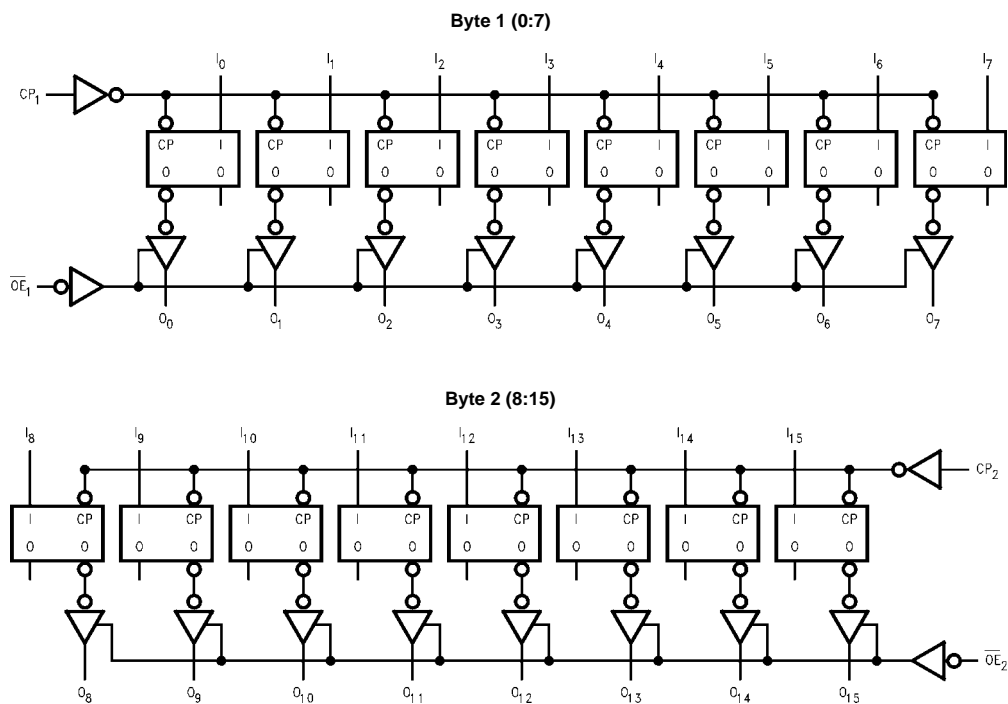 Byte 1 (0:7)
I0 I1 I2 I3 I4 I5 I6 I7
CP1
CP I CP I CP I CP I CP I CP I CP I CP I
O O O O O O O O O O O O O O O O
OE1
O0 O1 O2 O3 O4 O5 O6 O7
Byte 2 (8:15)
I8 I9 I10 I11 I12 I13 I14 I15
CP2
I CP I CP I CP I CP I CP I CP I CP I CP
O O O O O O O O O O O O O O O O
OE2
O8 O9 O10 O11 O12 O13 O14 O15